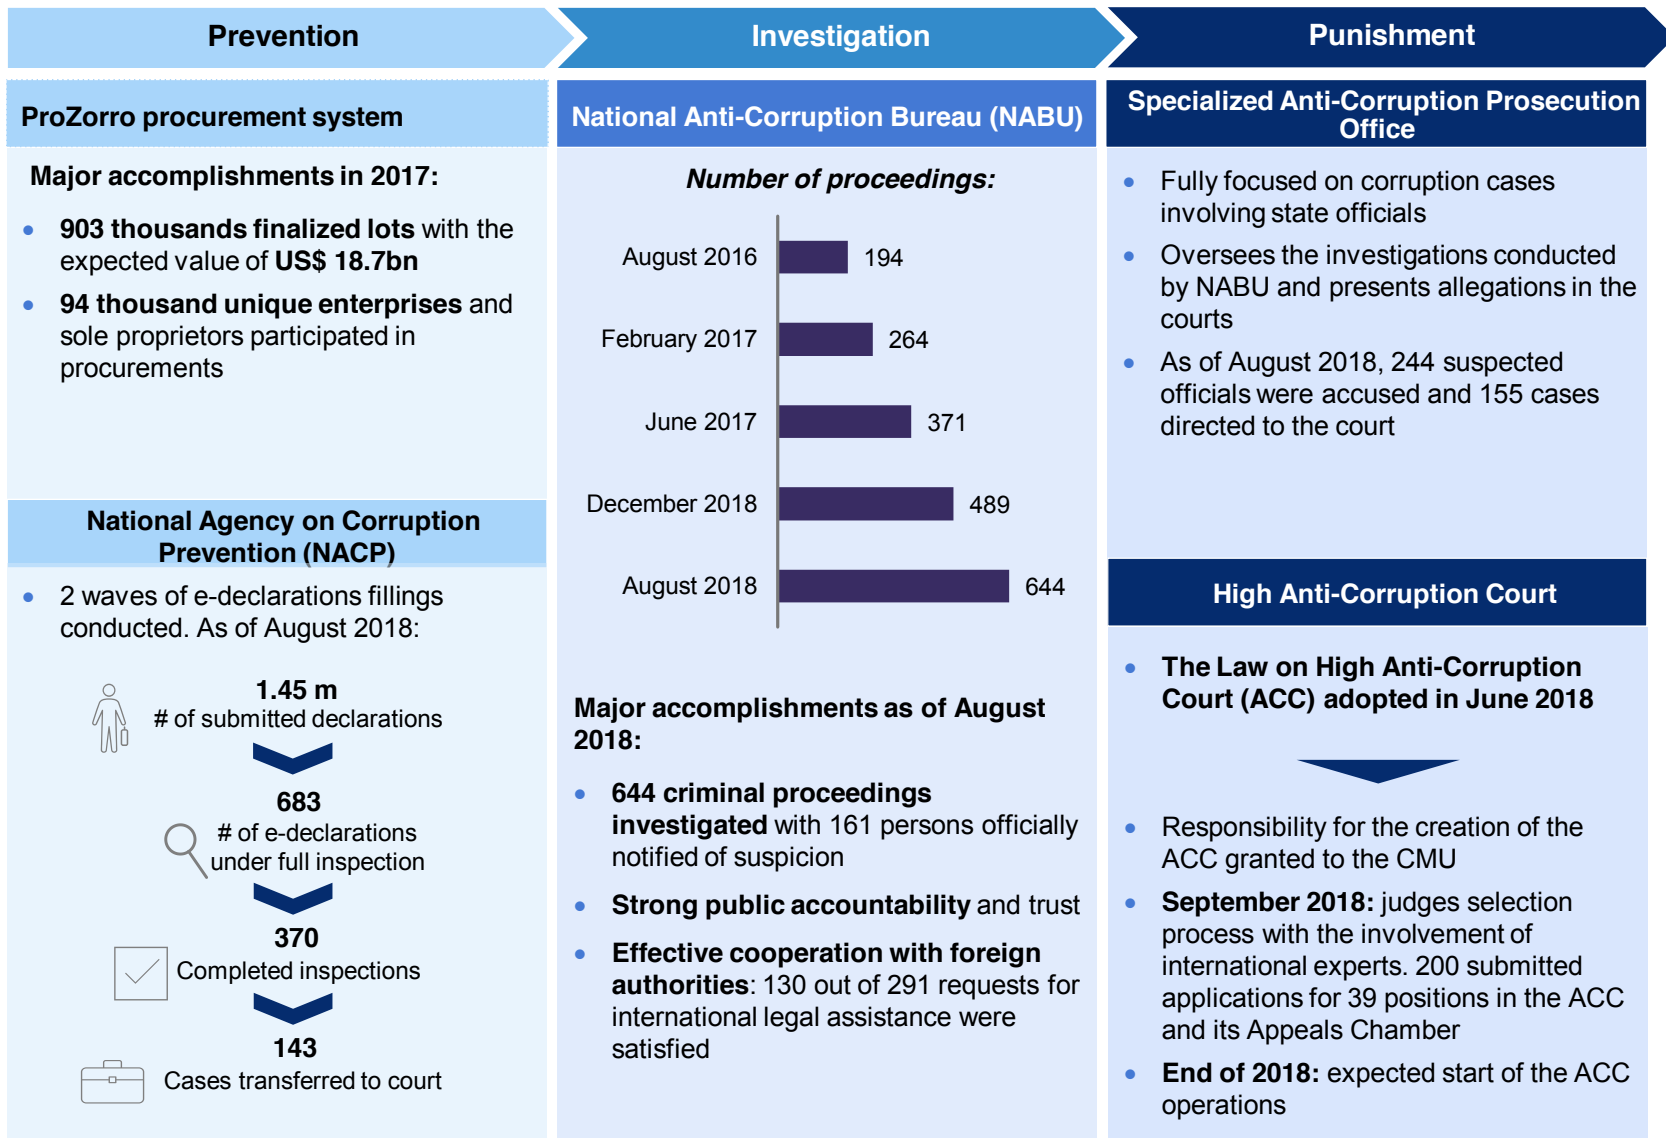 Prevention
Investigation
Punishment
ProZorro procurement system
Major accomplishments in 2017:
• 903 thousands finalized lots with the
expected value of US$ 18.7bn
• 94 thousand unique enterprises and
sole proprietors participated in
procurements
National Agency on Corruption
Prevention (NACP)
• 2 waves of e-declarations fillings
conducted. As of August 2018:
1.45 m
# of submitted declarations
683
# of e-declarations
under full inspection
370
Completed inspections
143
Cases transferred to court
National Anti-Corruption Bureau (NABU)
Number of proceedings:
August 2016 194
February 2017 264
June 2017 371
December 2018 489
August 2018 644
Major accomplishments as of August
2018:
• 644 criminal proceedings
investigated with 161 persons officially
notified of suspicion
• Strong public accountability and trust
• Effective cooperation with foreign
authorities: 130 out of 291 requests for
international legal assistance were
satisfied
Specialized Anti-Corruption Prosecution
Office
• Fully focused on corruption cases
involving state officials
• Oversees the investigations conducted
by NABU and presents allegations in the
courts
• As of August 2018, 244 suspected
officials were accused and 155 cases
directed to the court
High Anti-Corruption Court
• The Law on High Anti-Corruption
Court (ACC) adopted in June 2018
• Responsibility for the creation of the
ACC granted to the CMU
• September 2018: judges selection
process with the involvement of
international experts. 200 submitted
applications for 39 positions in the ACC
and its Appeals Chamber
• End of 2018: expected start of the ACC
operations